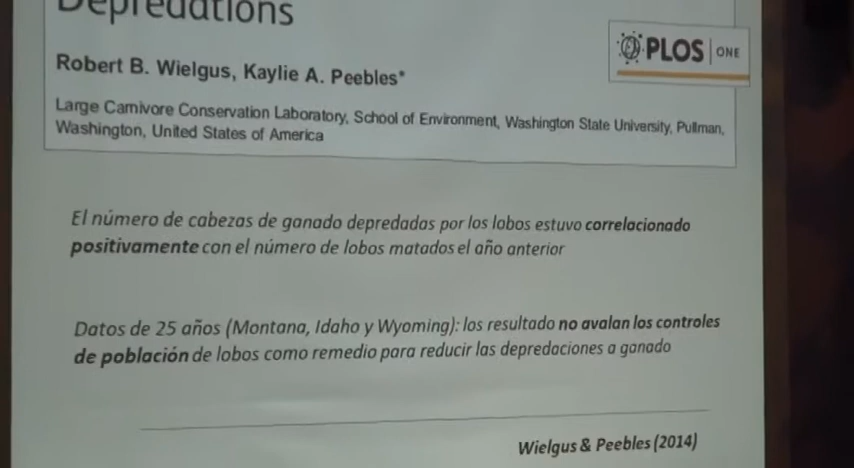 Depredations
PLOS ONE
Robert B. Wielgus, Kaylie A. Peebles*
Large Carnivore Conservation Laboratory, School of Environment, Washington State University, Pullman,
Washington, United States of America
El número de cabezas de ganado depredadas por los lobos estuvo correlacionado
positivamente con el número de lobos matados el año anterior
Datos de 25 años (Montana, Idaho y Wyoming): los resultado no avalan los controles
de población de lobos como remedio para reducir las depredaciones a ganado
Wielgus & Peebles (2014)